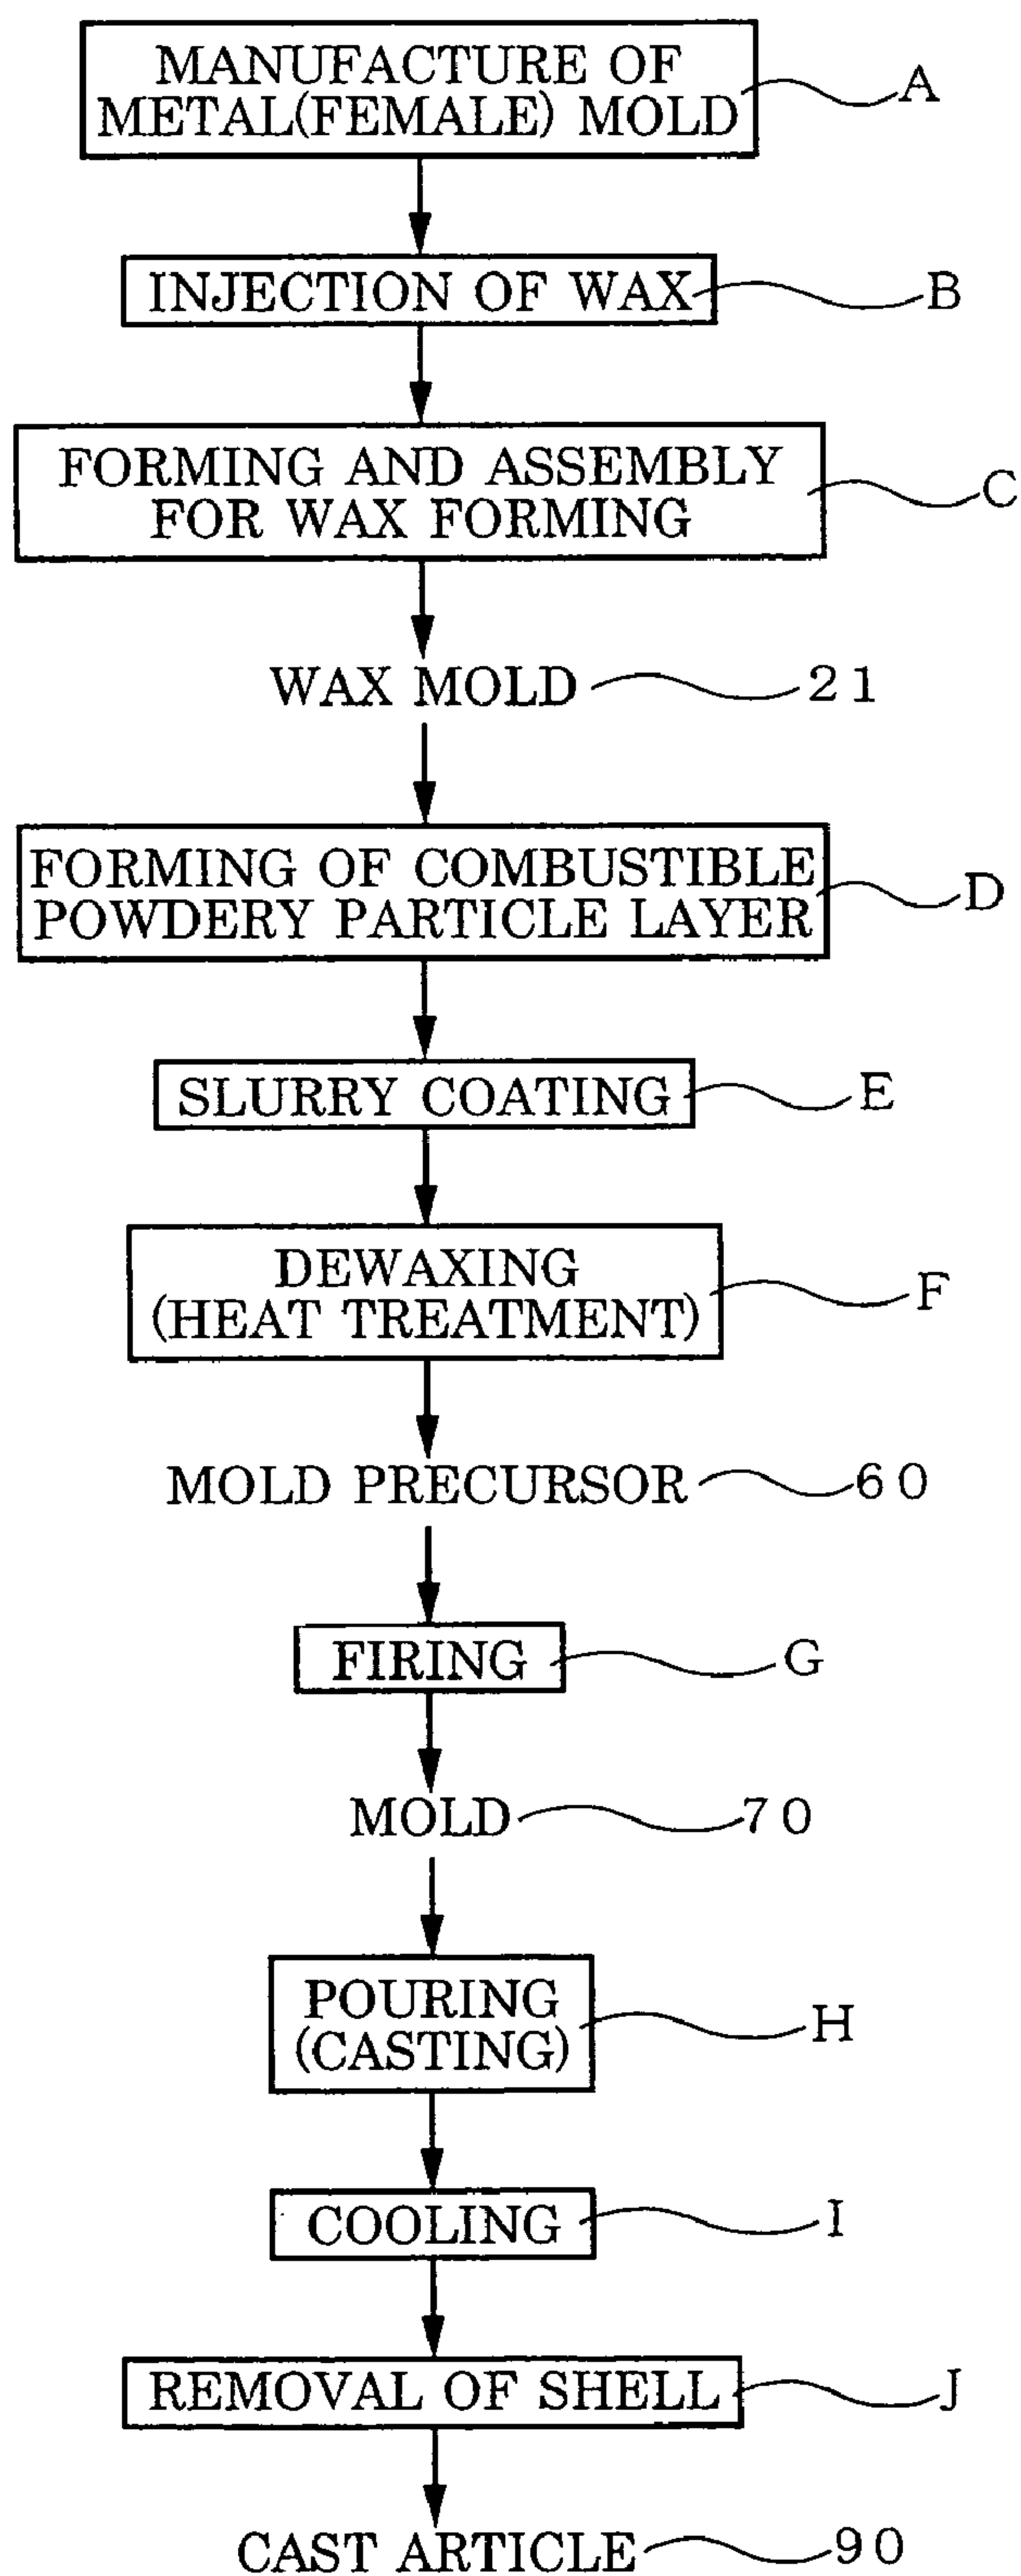 MANUFACTURE OF
METAL(FEMALE) MOLD
A
INJECTION OF WAX
B
FORMING AND ASSEMBLY
FOR WAX FORMING
C
WAX MOLD
21
FORMING OF COMBUSTIBLE
POWDERY PARTICLE LAYER
D
SLURRY COATING
E
DEWAXING
(HEAT TREATMENT)
F
MOLD PRECURSOR
60
FIRING
G
MOLD
70
POURING
(CASTING)
H
COOLING
I
REMOVAL OF SHELL
J
CAST ARTICLE
90